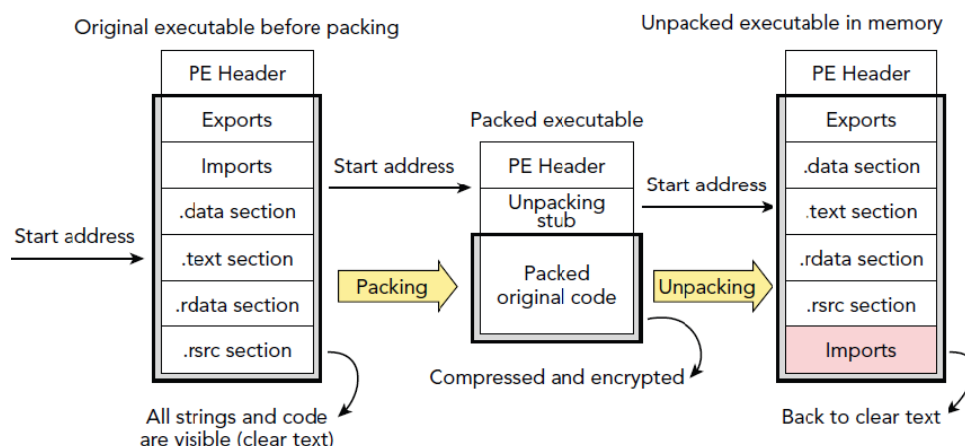 Original executable before packing
PE Header
Exports
Imports
.data section
.text section
.rdata section
.rsrc section
Start address
All strings and code
are visible (clear text)
Start address
Packing
Packed executable
PE Header
Unpacking
stub
Packed
original code
Compressed and encrypted
Start address
Unpacking
Unpacked executable in memory
PE Header
Exports
.data section
.text section
.rdata section
.rsrc section
Imports
Back to clear text